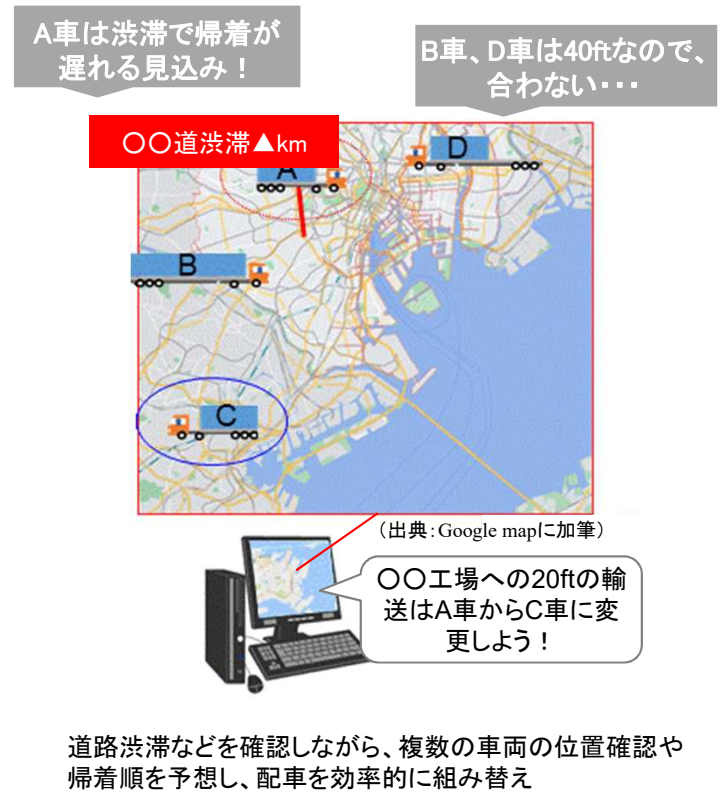 A車は渋滞で帰着が
遅れる見込み！
B車、D車は40ftなので、
合わない・・・
〇〇道渋滞▲km
A
D
B
C
（出典：Google mapに加筆）
〇〇工場への20ftの輸
送はA車からC車に変
更しよう！
道路渋滞などを確認しながら、複数の車両の位置確認や
帰着順を予想し、配車を効率的に組み替え